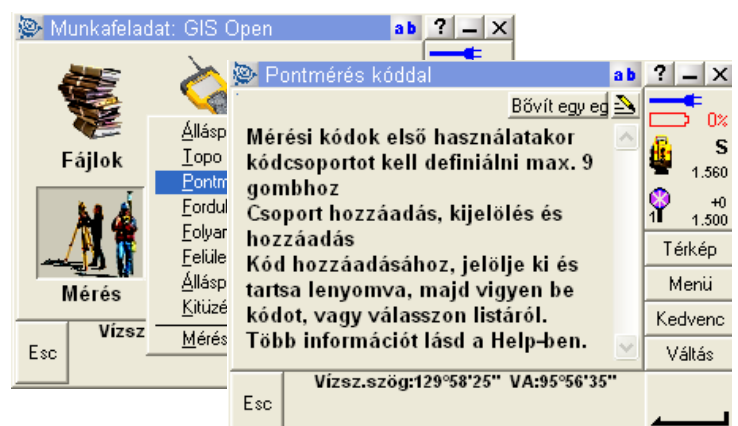 Munkafeladat: GIS Open
ab
?
Fájlok
Mérés
Állásp
Topo
Pontm
Fordul
Folyar
Felüle
Állásp
Kitűzé
Mérés
Vízsz
Esc
Pontmérés kóddal
ab
?
Bővít egy eg
Mérési kódok első használatakor
kódcsoportot kell definiálni max. 9
gombhoz
Csoport hozzáadás, kijelölés és
hozzáadás
Kód hozzáadásához, jelölje ki és
tartsa lenyomva, majd vigyen be
kódot, vagy válasszon listáról.
Több információt lásd a Help-ben.
0%
S
1.560
+0
1
1.500
Térkép
Menü
Kedvenc
Váltás
Esc
Vízsz.szög:129°58'25" VA:95°56'35"